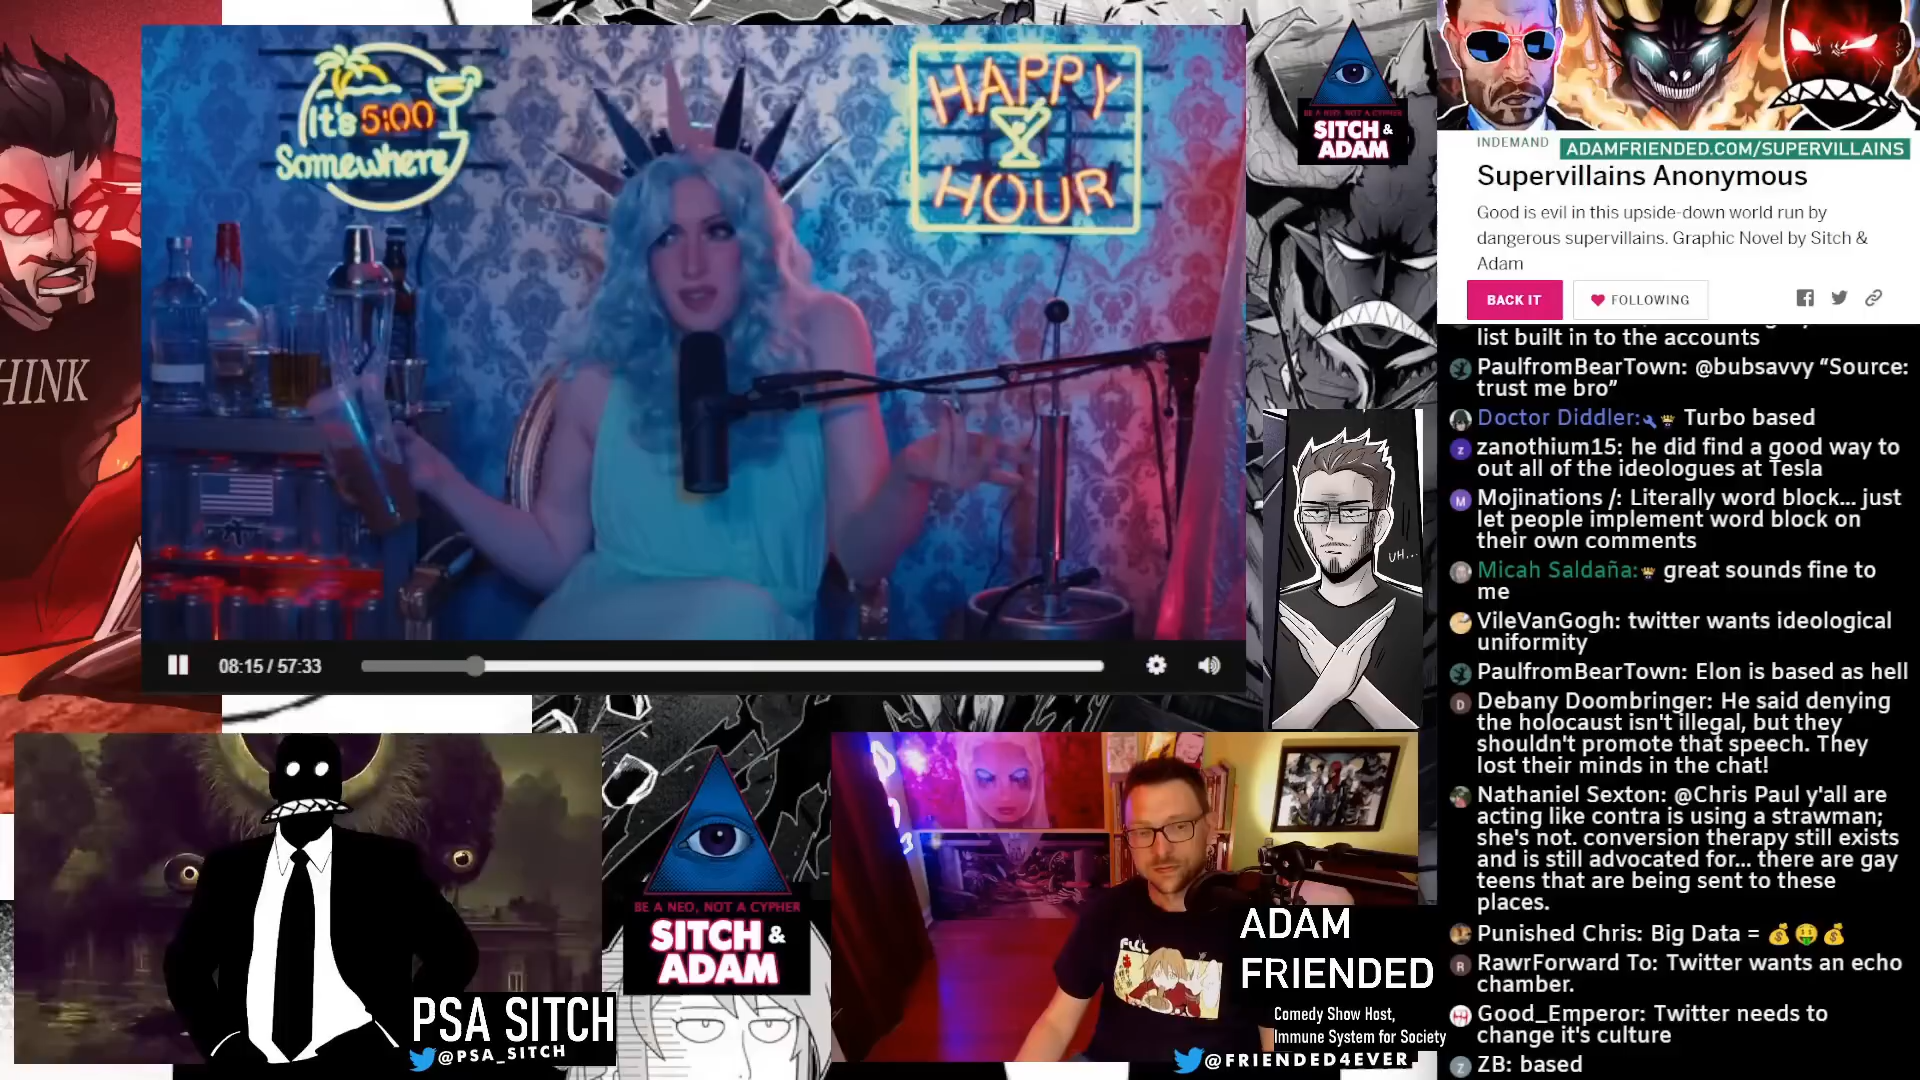 It's 5:00
Somewhere
HAPPY
HOUR
08:15 / 57:33
HINK
BE A NEO, NOT A CYPHER
SITCH &
ADAM
UH...
INDEMAND
ADAMFRIENDED.COM/SUPERVILLAINS
Supervillains Anonymous
Good is evil in this upside-down world run by
dangerous supervillains. Graphic Novel by Sitch &
Adam
BACK IT
FOLLOWING
list built in to the accounts
PaulfromBearTown: @bubsavvy “Source:
trust me bro”
Doctor Diddler: Turbo based
zanothium15: he did find a good way to
out all of the ideologues at Tesla
Mojinations /: Literally word block... just
let people implement word block on
their own comments
Micah Saldaña: great sounds fine to
me
VileVanGogh: twitter wants ideological
uniformity
PaulfromBearTown: Elon is based as hell
Debany Doombringer: He said denying
the holocaust isn't illegal, but they
shouldn't promote that speech. They
lost their minds in the chat!
Nathaniel Sexton: @Chris Paul y'all are
acting like contra is using a strawman;
she's not. conversion therapy still exists
and is still advocated for... there are gay
teens that are being sent to these
places.
Punished Chris: Big Data = 💰🤑💰
RawrForward To: Twitter wants an echo
chamber.
Good_Emperor: Twitter needs to
change it's culture
ZB: based
PSA SITCH
@PSA_SITCH
BE A NEO, NOT A CYPHER
SITCH &
ADAM
FULL
ADAM
FRIENDED
Comedy Show Host,
Immune System for Society
@FRIENDED4EVER